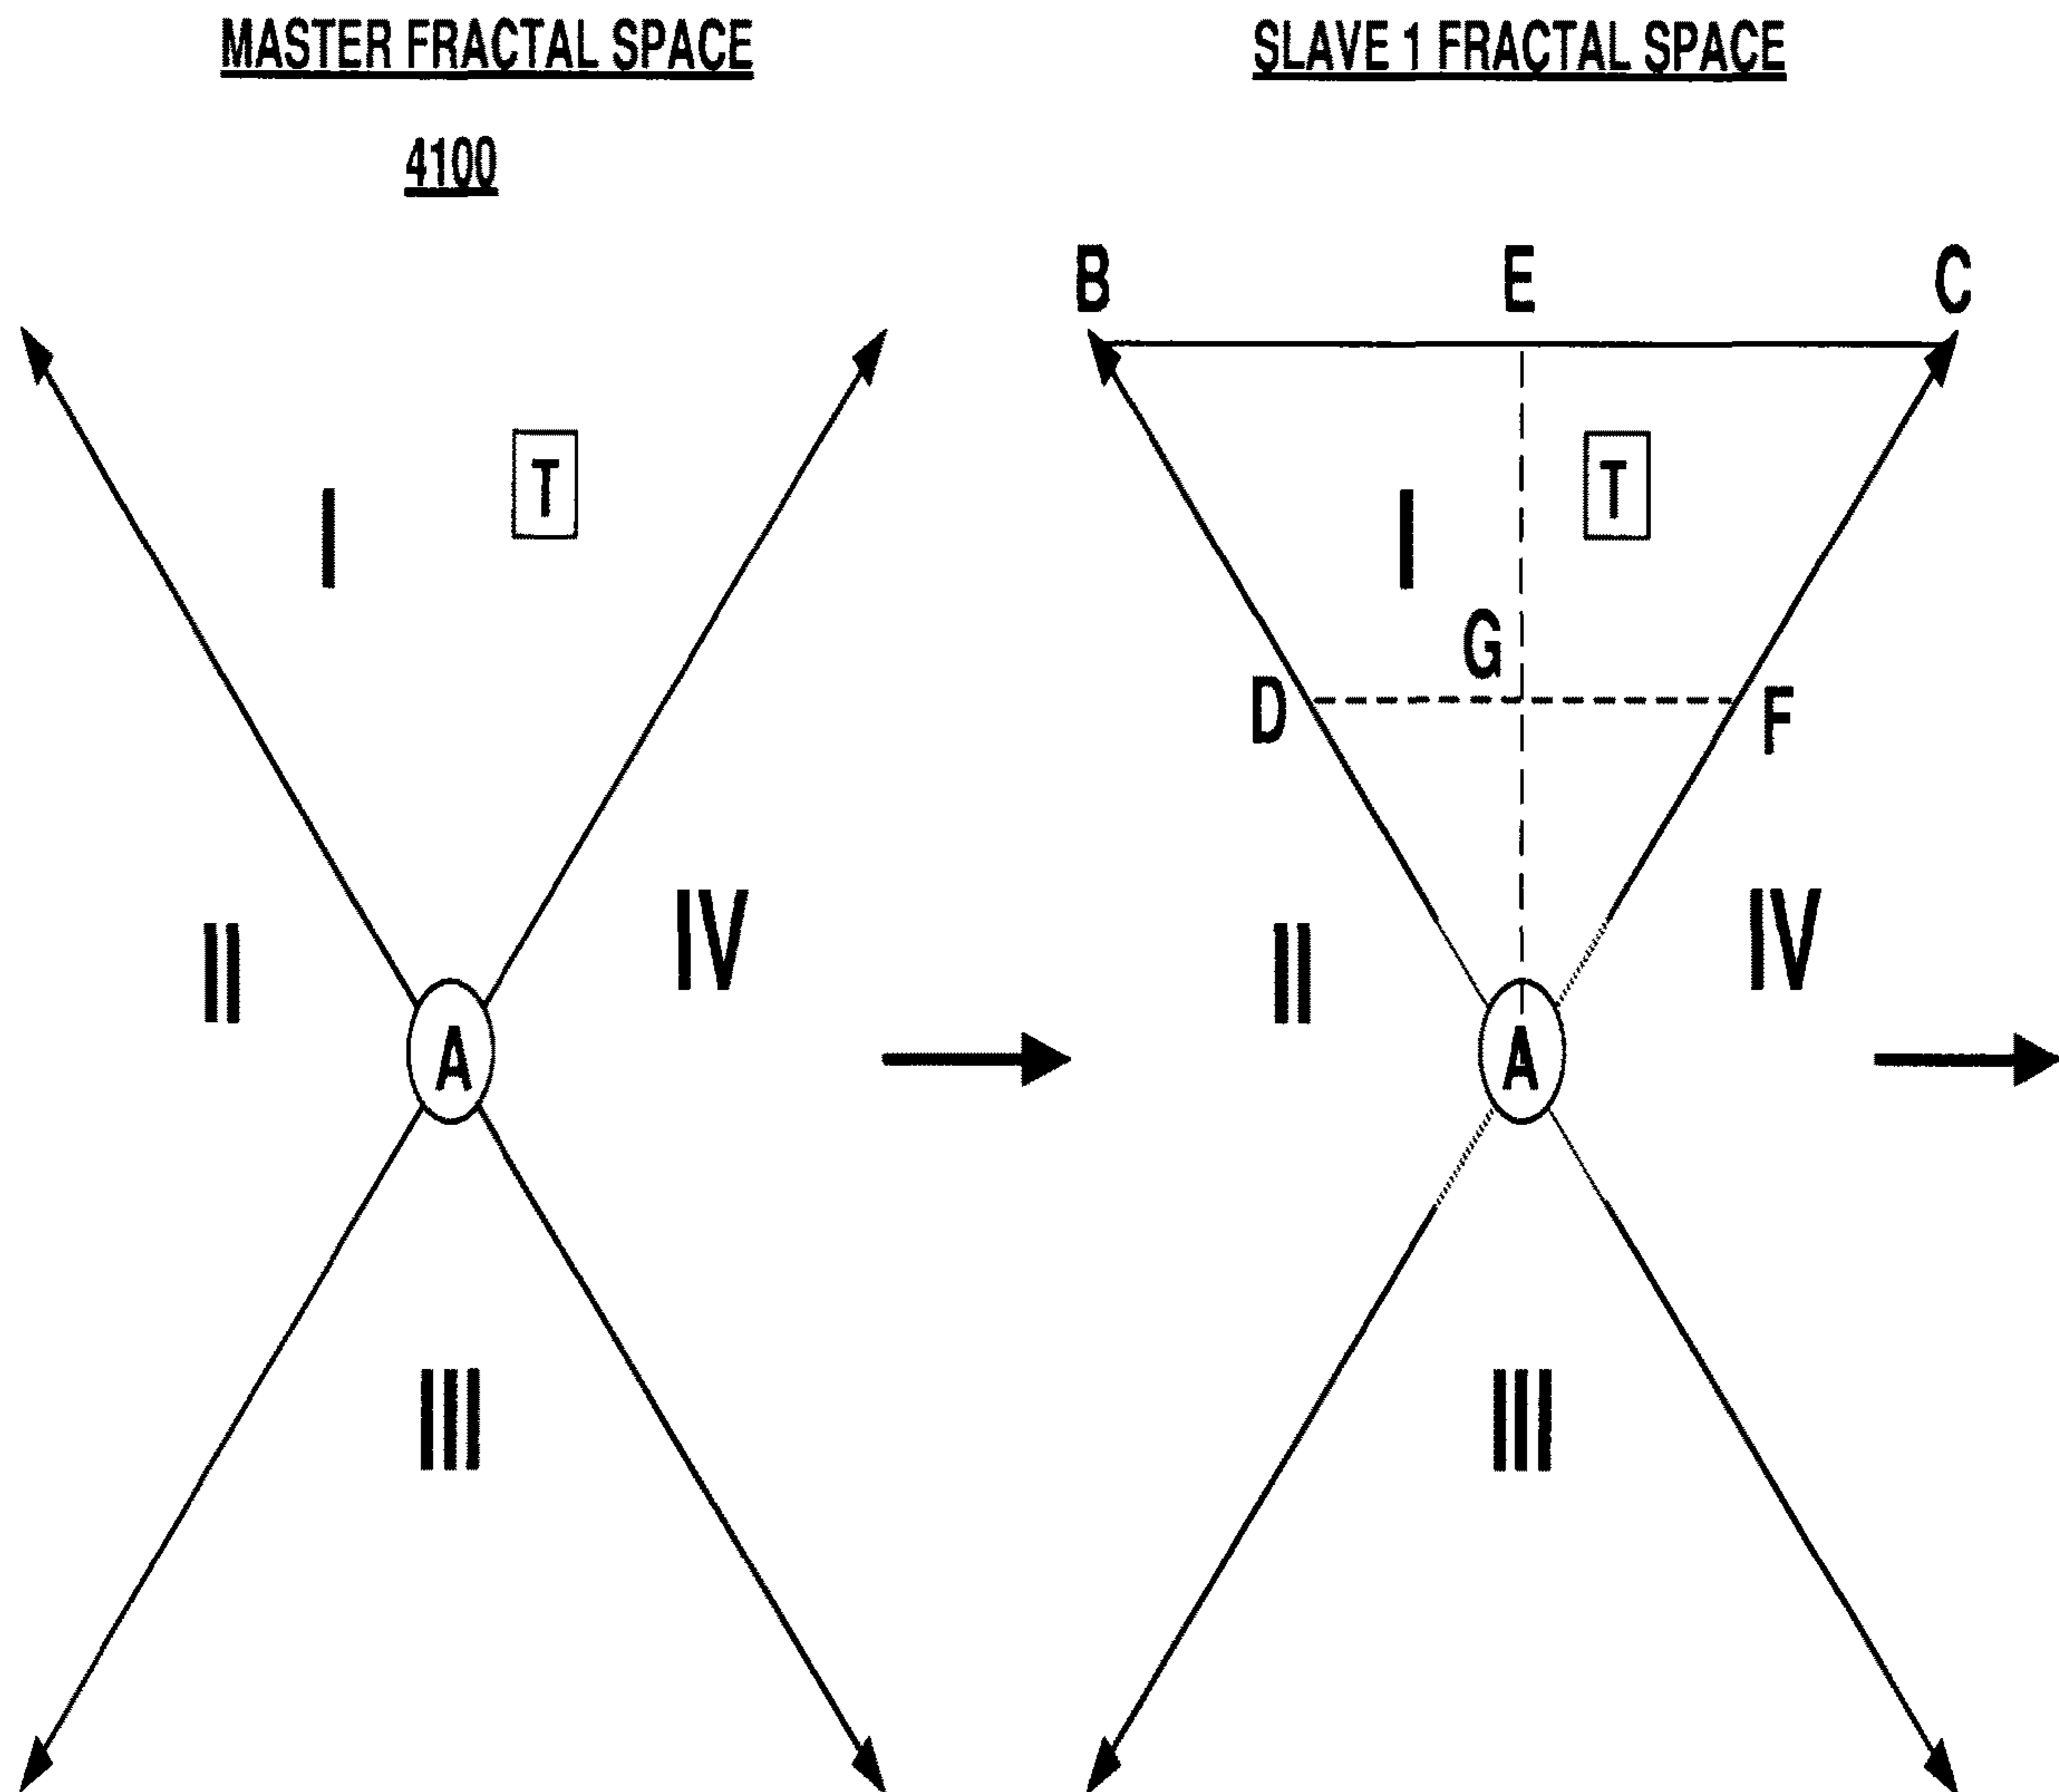 MASTER FRACTAL SPACE
4100
I
T
II
IV
A
III
SLAVE 1 FRACTAL SPACE
B E C
I
T
G
D
F
II
IV
A
III